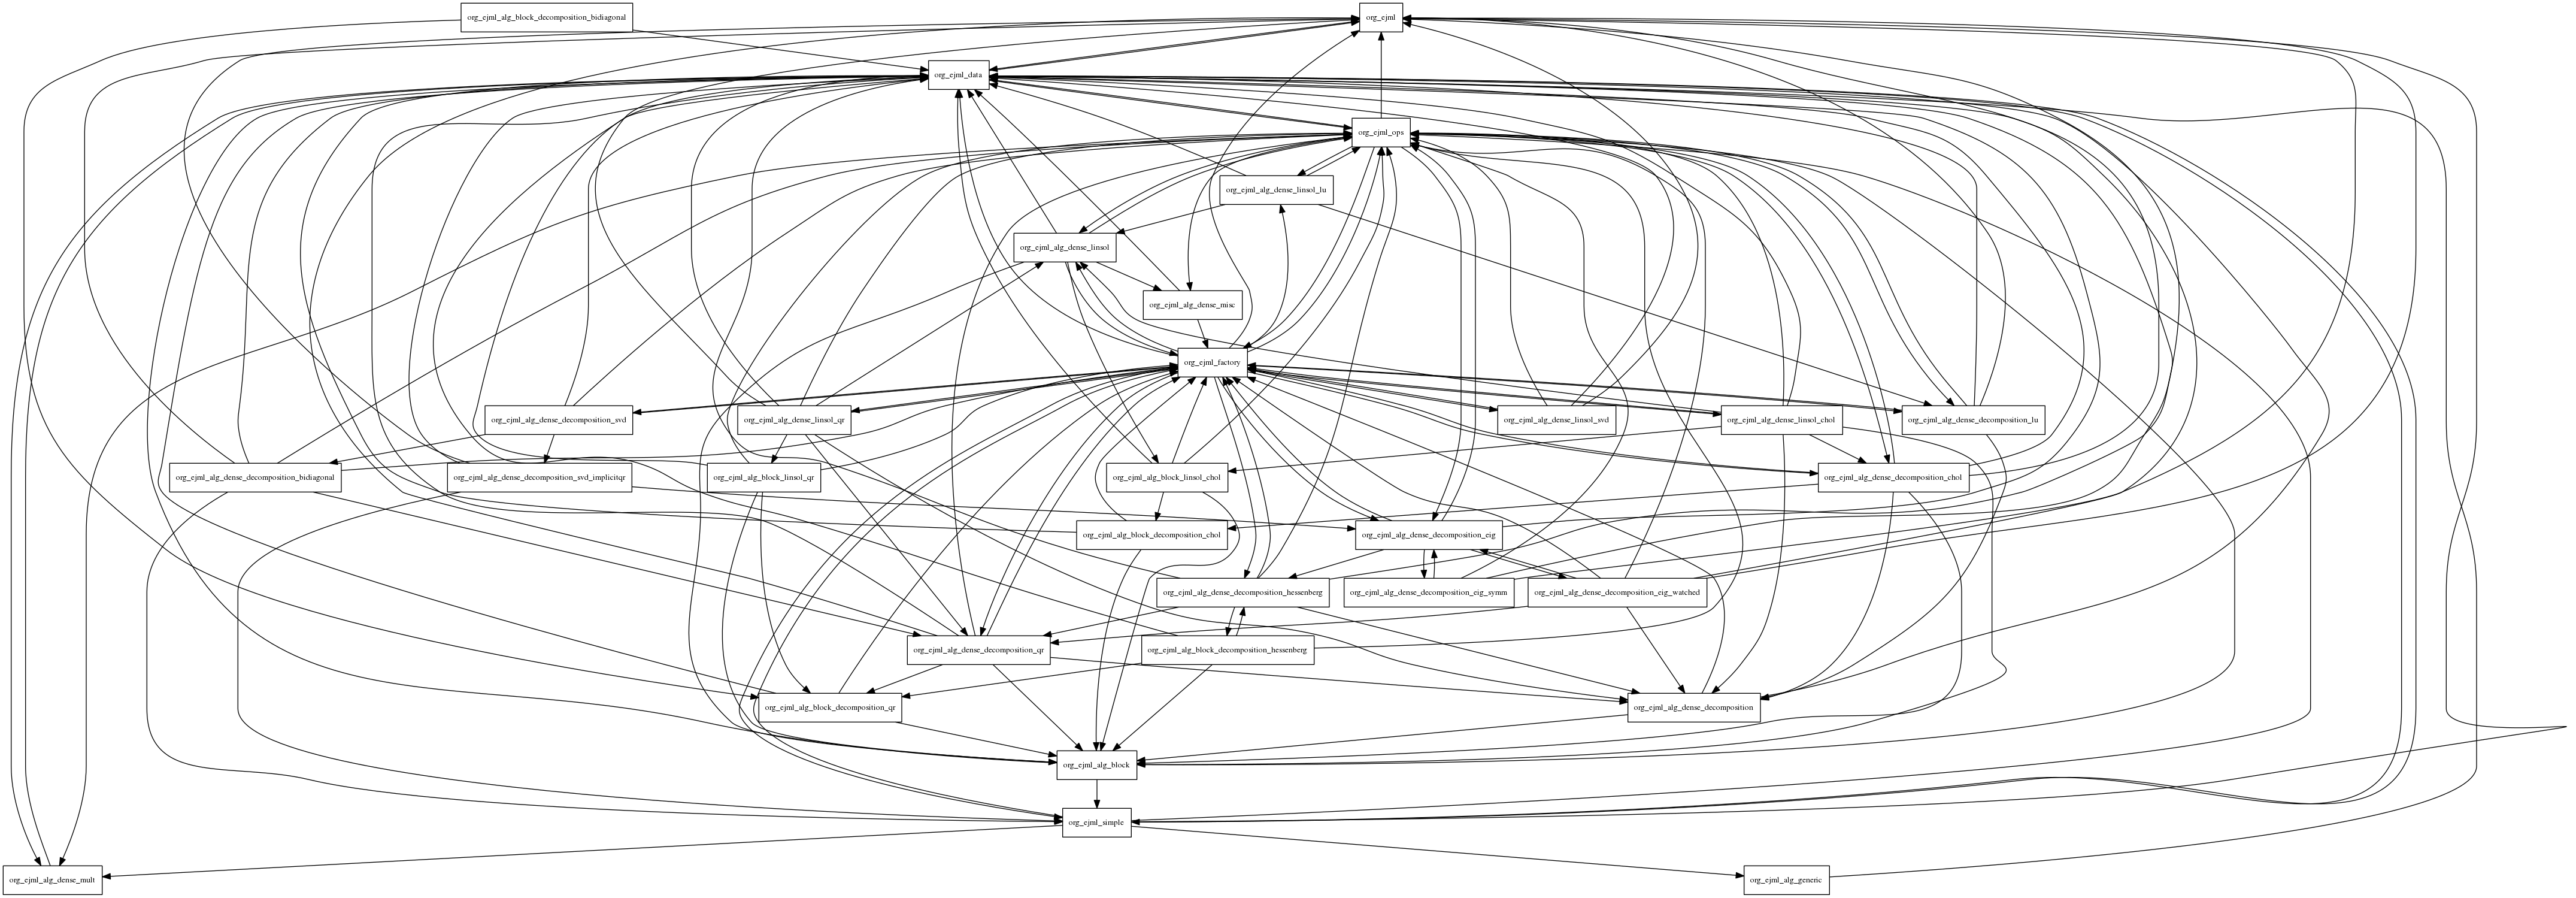 org_ejml_alg_block_decomposition_bidiagonal
org_ejml
org_ejml_data
org_ejml_ops
org_ejml_alg_dense_linsol_lu
org_ejml_alg_dense_linsol
org_ejml_alg_dense_misc
org_ejml_factory
org_ejml_alg_dense_decomposition_svd
org_ejml_alg_dense_linsol_qr
org_ejml_alg_dense_linsol_svd
org_ejml_alg_dense_linsol_chol
org_ejml_alg_dense_decomposition_lu
org_ejml_alg_dense_decomposition_bidiagonal
org_ejml_alg_dense_decomposition_svd_implicitqr
org_ejml_alg_block_linsol_qr
org_ejml_alg_block_linsol_chol
org_ejml_alg_dense_decomposition_chol
org_ejml_alg_block_decomposition_chol
org_ejml_alg_dense_decomposition_eig
org_ejml_alg_dense_decomposition_hessenberg
org_ejml_alg_dense_decomposition_eig_symm
org_ejml_alg_dense_decomposition_eig_watched
org_ejml_alg_dense_decomposition_qr
org_ejml_alg_block_decomposition_hessenberg
org_ejml_alg_block_decomposition_qr
org_ejml_alg_dense_decomposition
org_ejml_alg_block
org_ejml_simple
org_ejml_alg_dense_mult
org_ejml_alg_generic